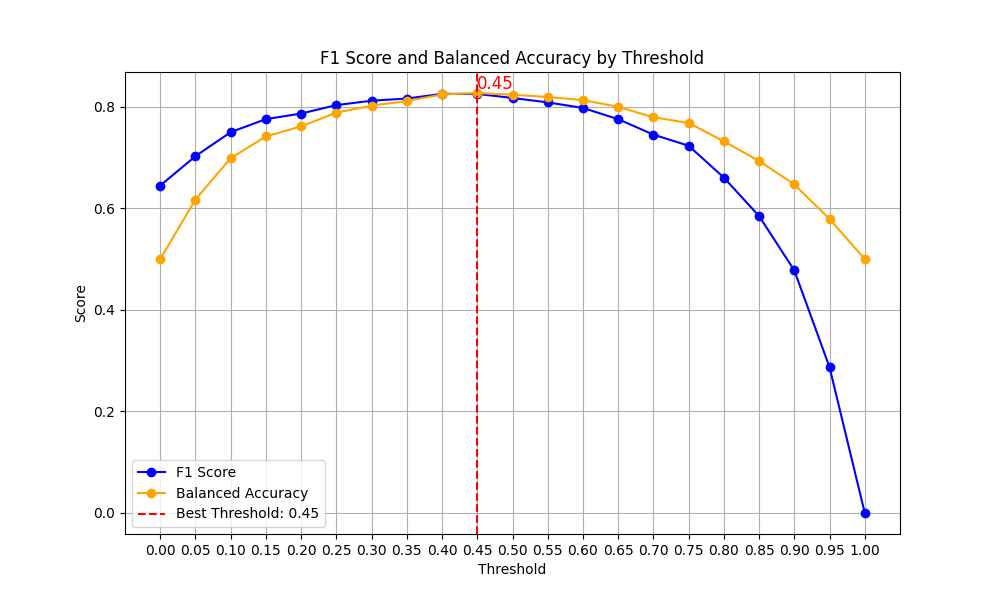 F1 Score and Balanced Accuracy by Threshold
0.45
Score
0.8
0.6
0.4
0.2
0.0
F1 Score
Balanced Accuracy
Best Threshold: 0.45
0.00 0.05 0.10 0.15 0.20 0.25 0.30 0.35 0.40 0.45 0.50 0.55 0.60 0.65 0.70 0.75 0.80 0.85 0.90 0.95 1.00
Threshold